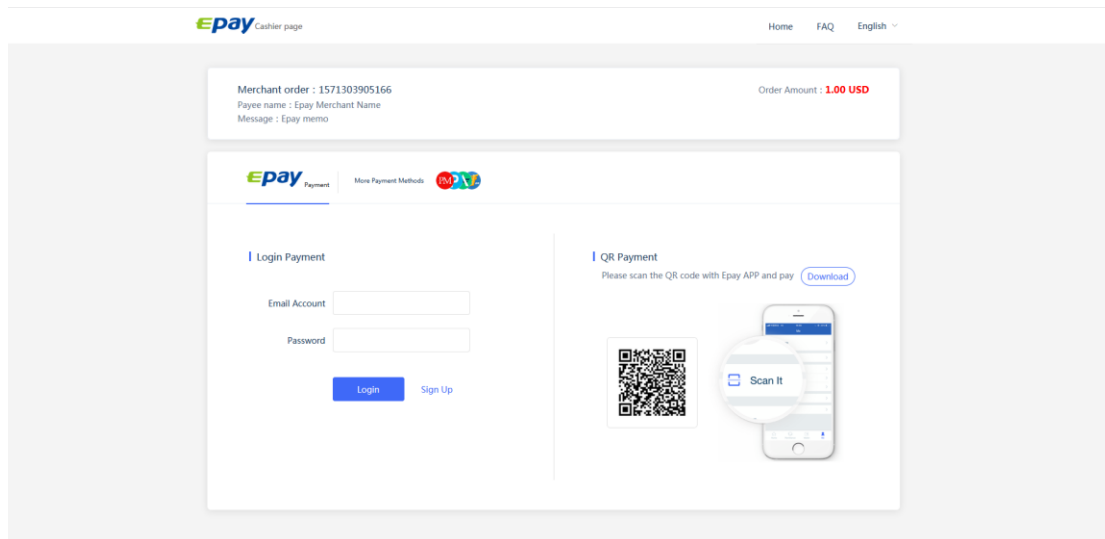 Epay Cashier page
Home FAQ English
Merchant order : 1571303905166
Order Amount : 1.00 USD
Payee name : Epay Merchant Name
Message : Epay memo
Epay Payment
More Payment Methods
PM
Login Payment
Email Account
Password
Login Sign Up
QR Payment
Please scan the QR code with Epay APP and pay Download
Scan It